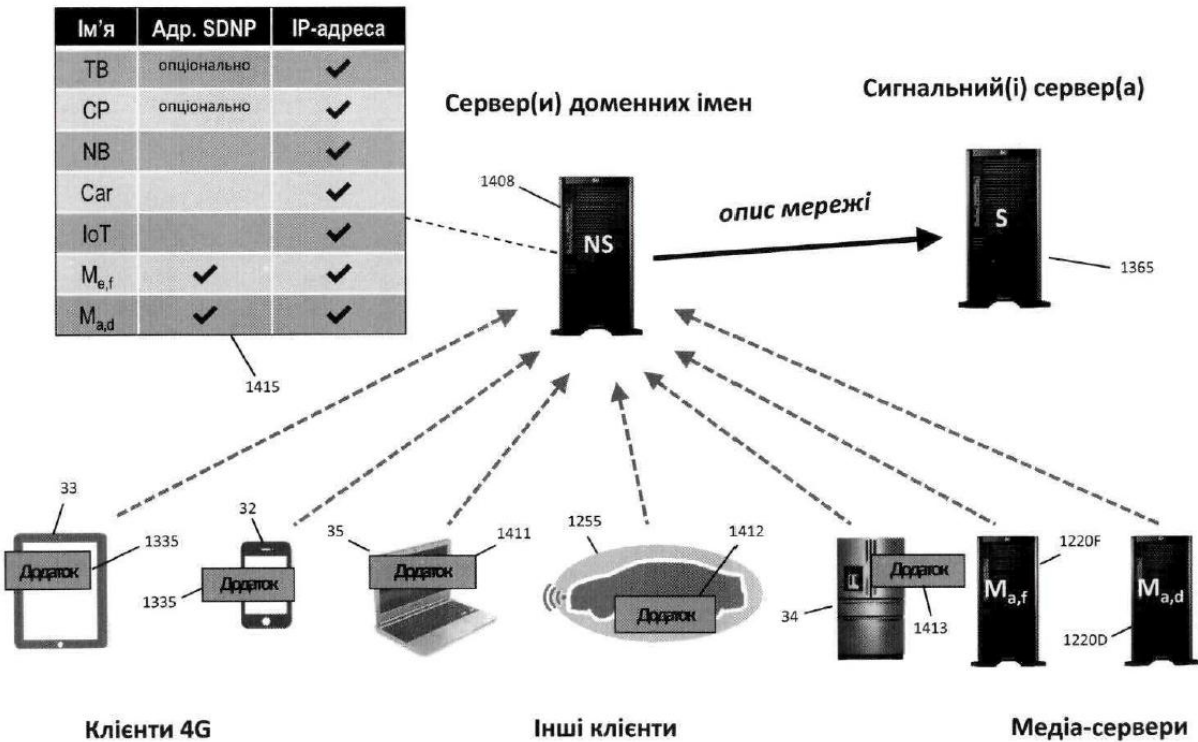 Ім'я Адр. SDNP IP-адреса
TB опціонально ✔
CP опціонально ✔
NB ✔
Car ✔
IoT ✔
Me,f ✔ ✔
Ma,d ✔ ✔
1415
Сервер(и) доменних імен
Сигнальний(і) сервер(а)
1408
NS
опис мережі
S
1365
33
1335
Додаток
32
1335
Додаток
35
1411
Додаток
1255
1412
Додаток
34
Додаток
1413
1220F
Ma,f
Ma,d
1220D
Клієнти 4G
Інші клієнти
Медіа-сервери